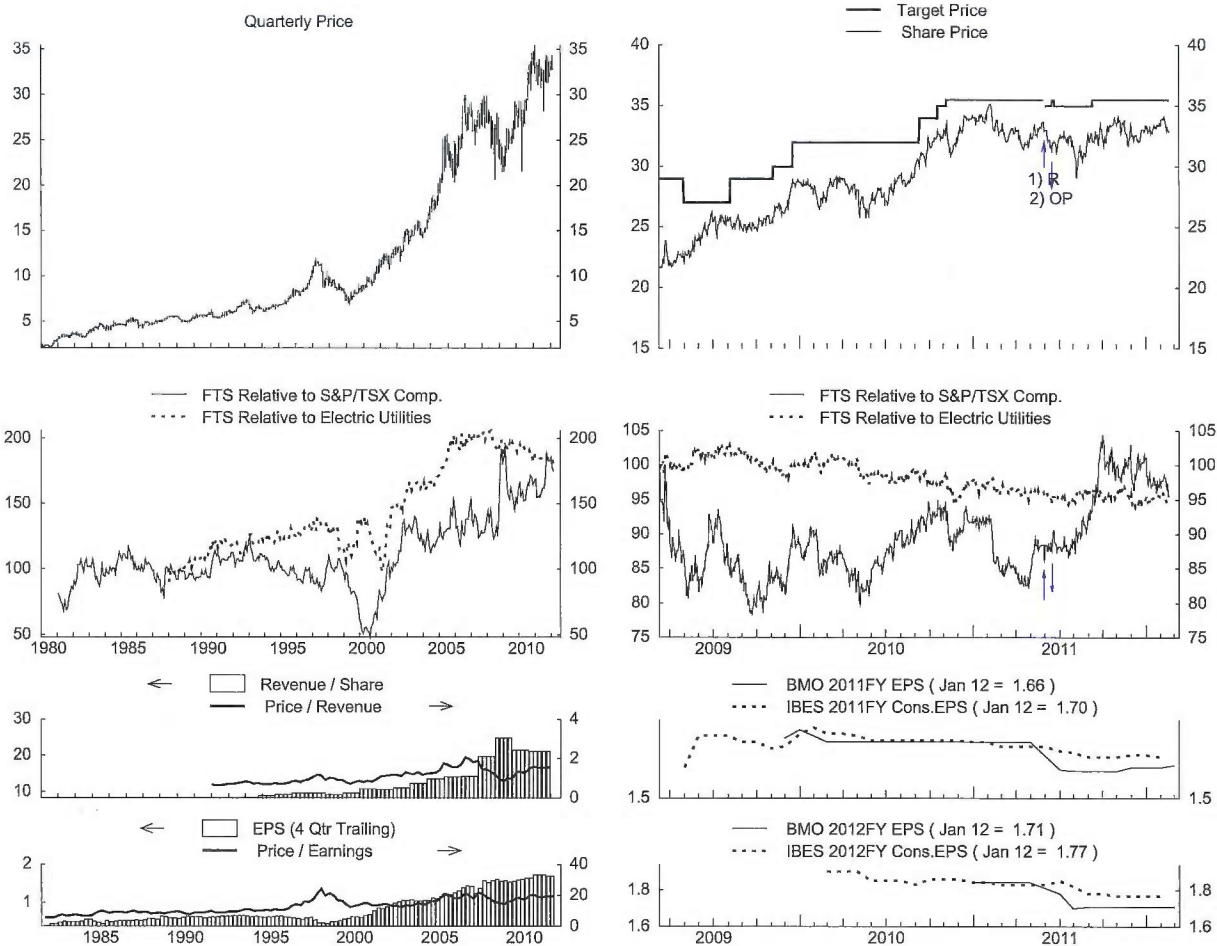 Quarterly Price
35 35
30 30
25 25
20 20
15 15
10 10
5 5
Target Price
Share Price
40 40
35 35
30 30
1) R
2) OP
25 25
20 20
15 15
FTS Relative to S&P/TSX Comp.
FTS Relative to Electric Utilities
200 200
150 150
100 100
50 50
1980 1985 1990 1995 2000 2005 2010
FTS Relative to S&P/TSX Comp.
FTS Relative to Electric Utilities
105 105
100 100
95 95
90 90
85 85
80 80
75 75
2009 2010 2011
Revenue / Share
Price / Revenue
30 4
20 2
10 0
EPS (4 Qtr Trailing)
Price / Earnings
2 40
1 20
0
1985 1990 1995 2000 2005 2010
BMO 2011FY EPS ( Jan 12 = 1.66)
IBES 2011FY Cons.EPS ( Jan 12 = 1.70)
1.5 1.5
BMO 2012FY EPS ( Jan 12 = 1.71)
IBES 2012FY Cons.EPS ( Jan 12 = 1.77)
1.8 1.8
1.6 1.6
2009 2010 2011